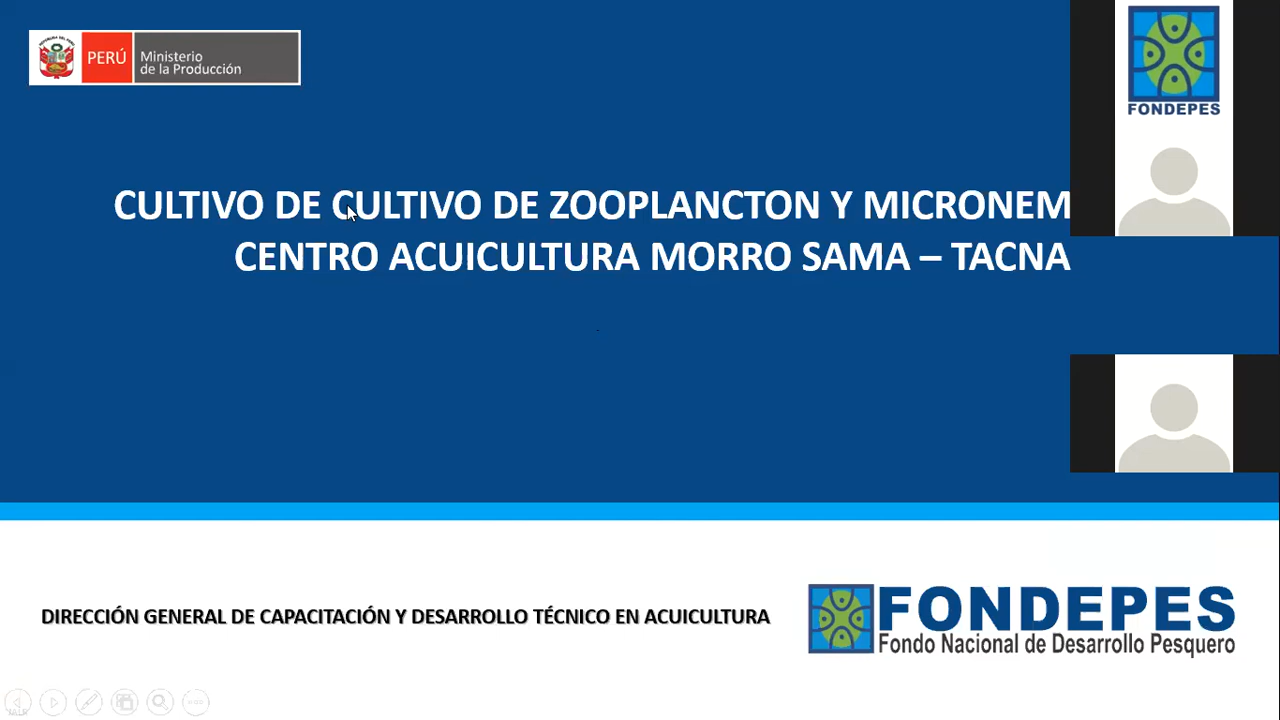 PERÚ
Ministerio
de la Producción
FONDEPES
CULTIVO DE CULTIVO DE ZOOPLANCTON Y MICRONEM
CENTRO ACUICULTURA MORRO SAMA – TACNA
DIRECCIÓN GENERAL DE CAPACITACIÓN Y DESARROLLO TÉCNICO EN ACUICULTURA
FONDEPES
Fondo Nacional de Desarrollo Pesquero